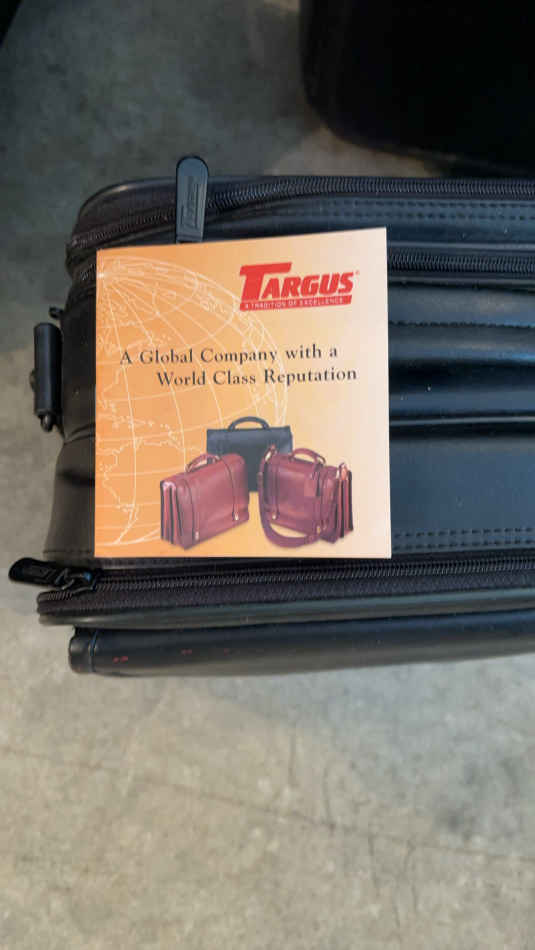 TARGUS®
A TRADITION OF EXCELLENCE
A Global Company with a
World Class Reputation